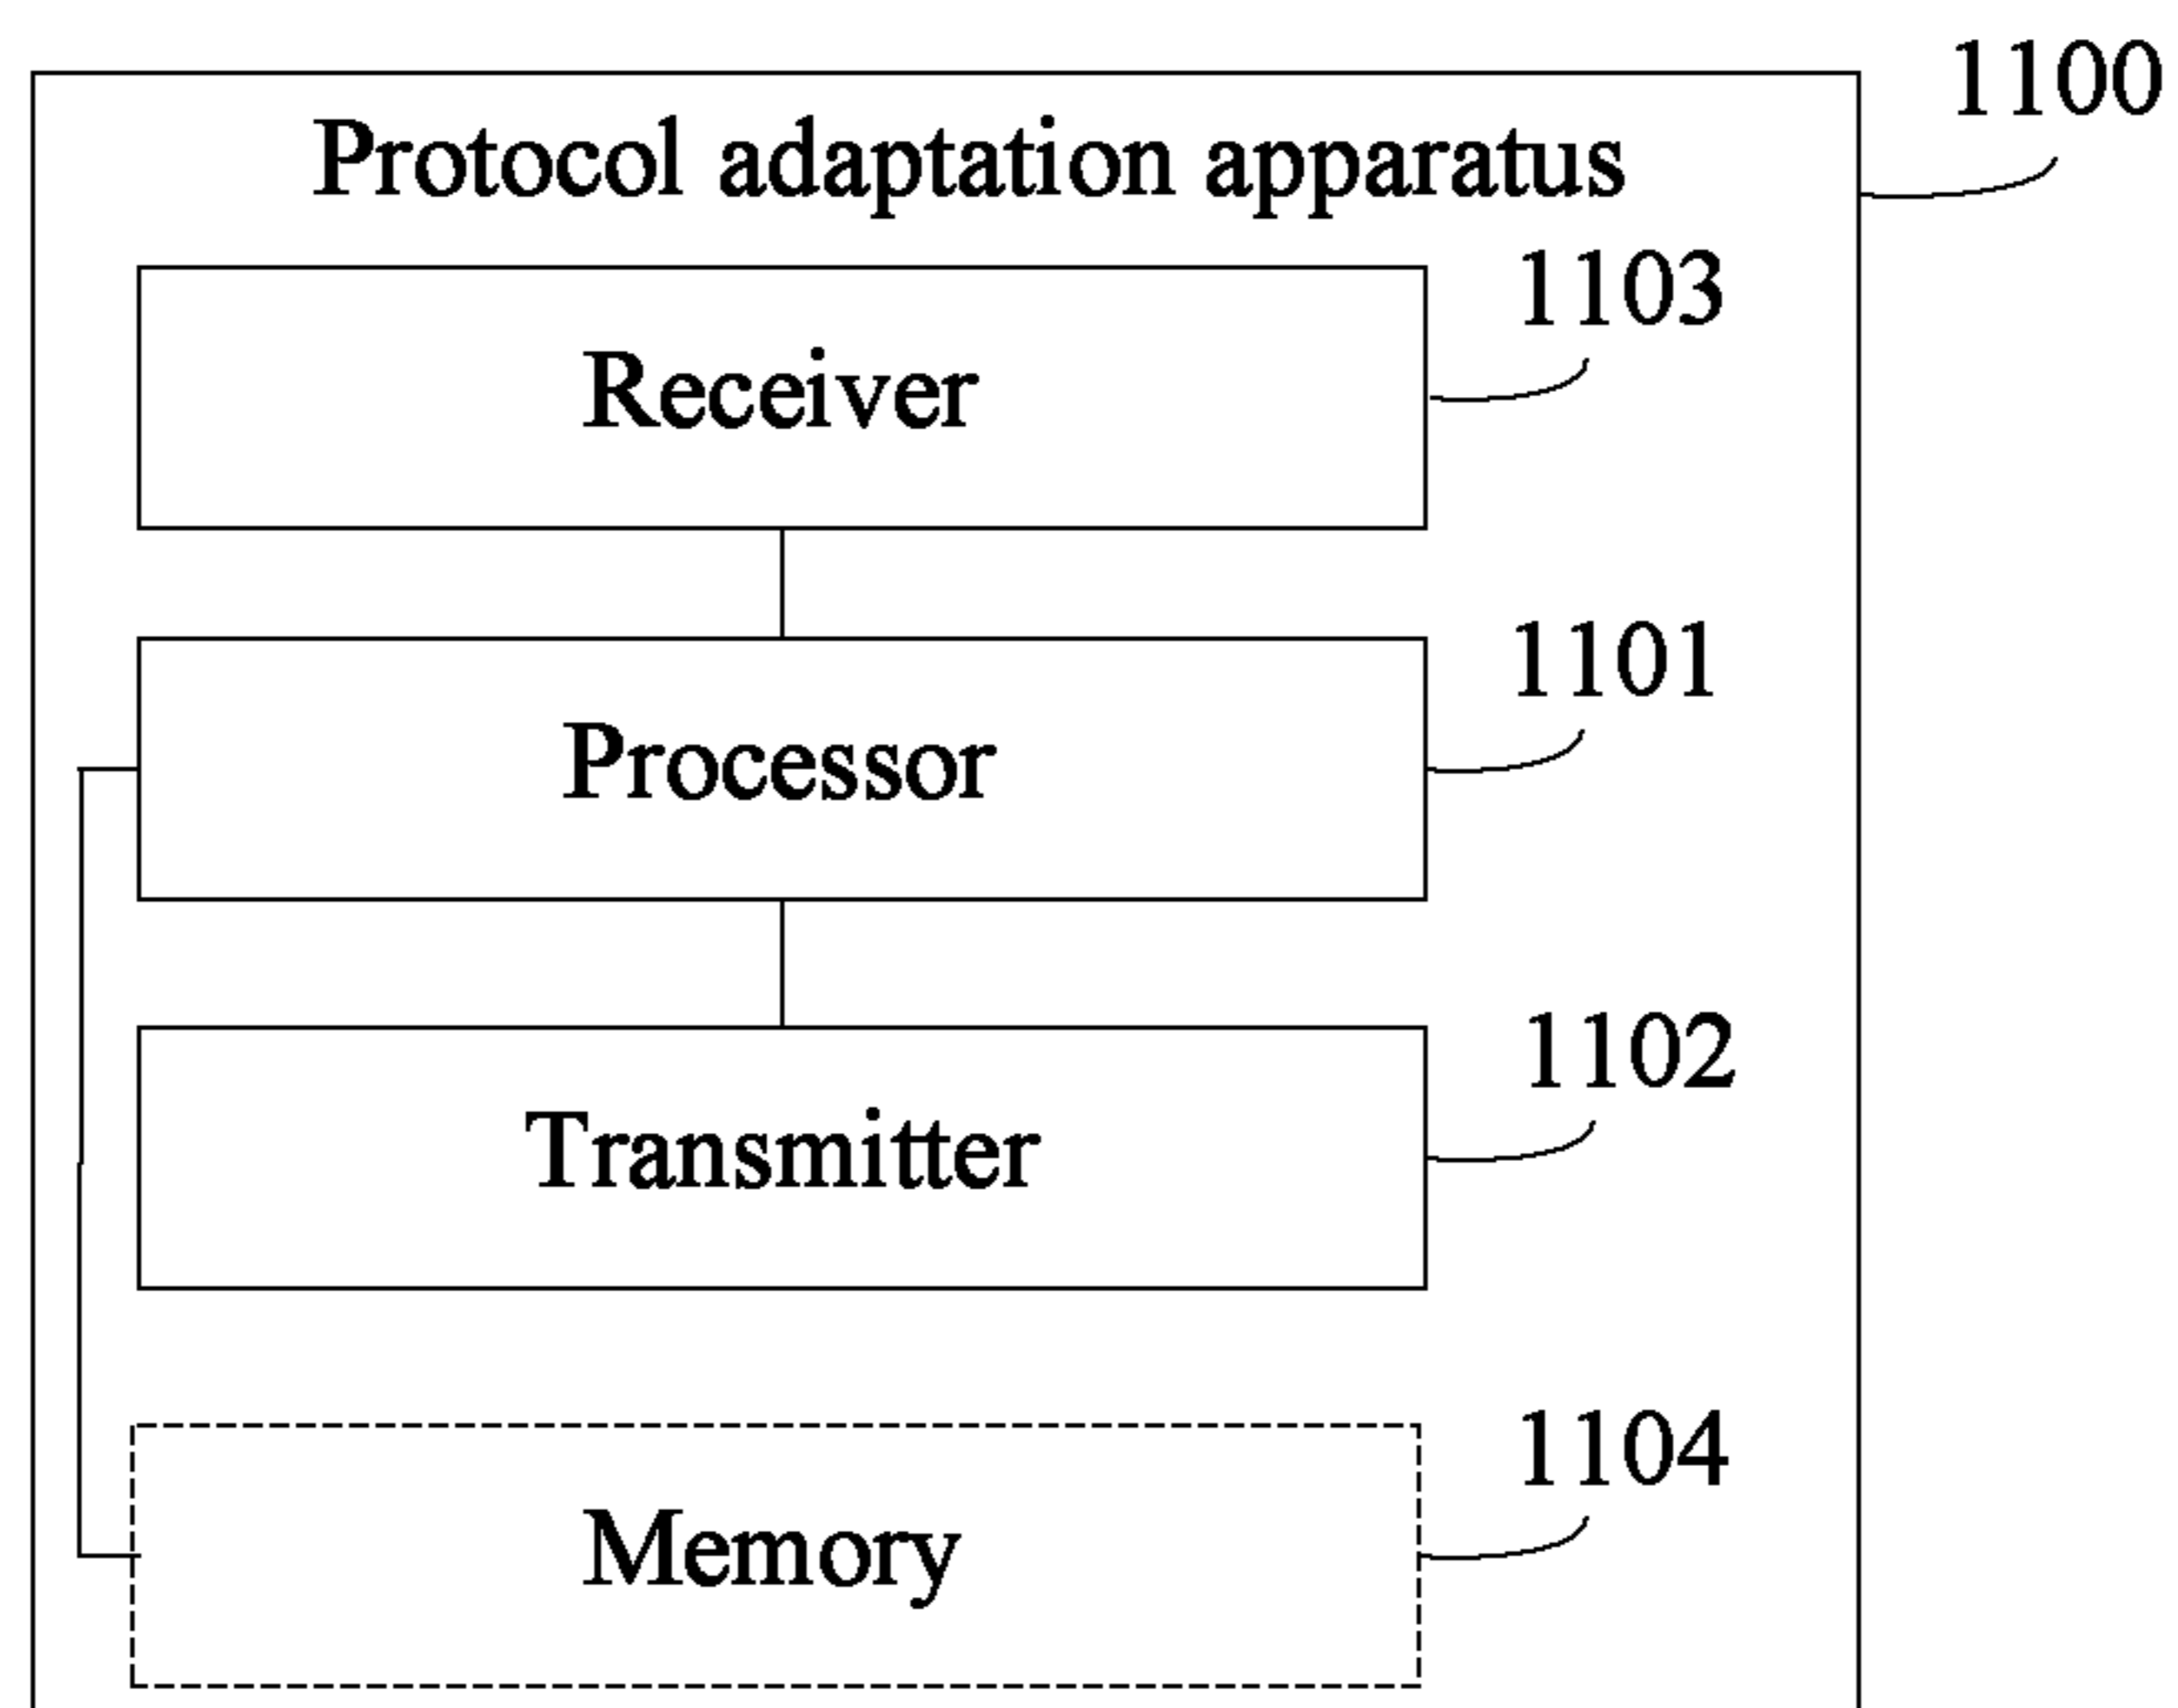 1100
Protocol adaptation apparatus
1103
Receiver
1101
Processor
1102
Transmitter
1104
Memory